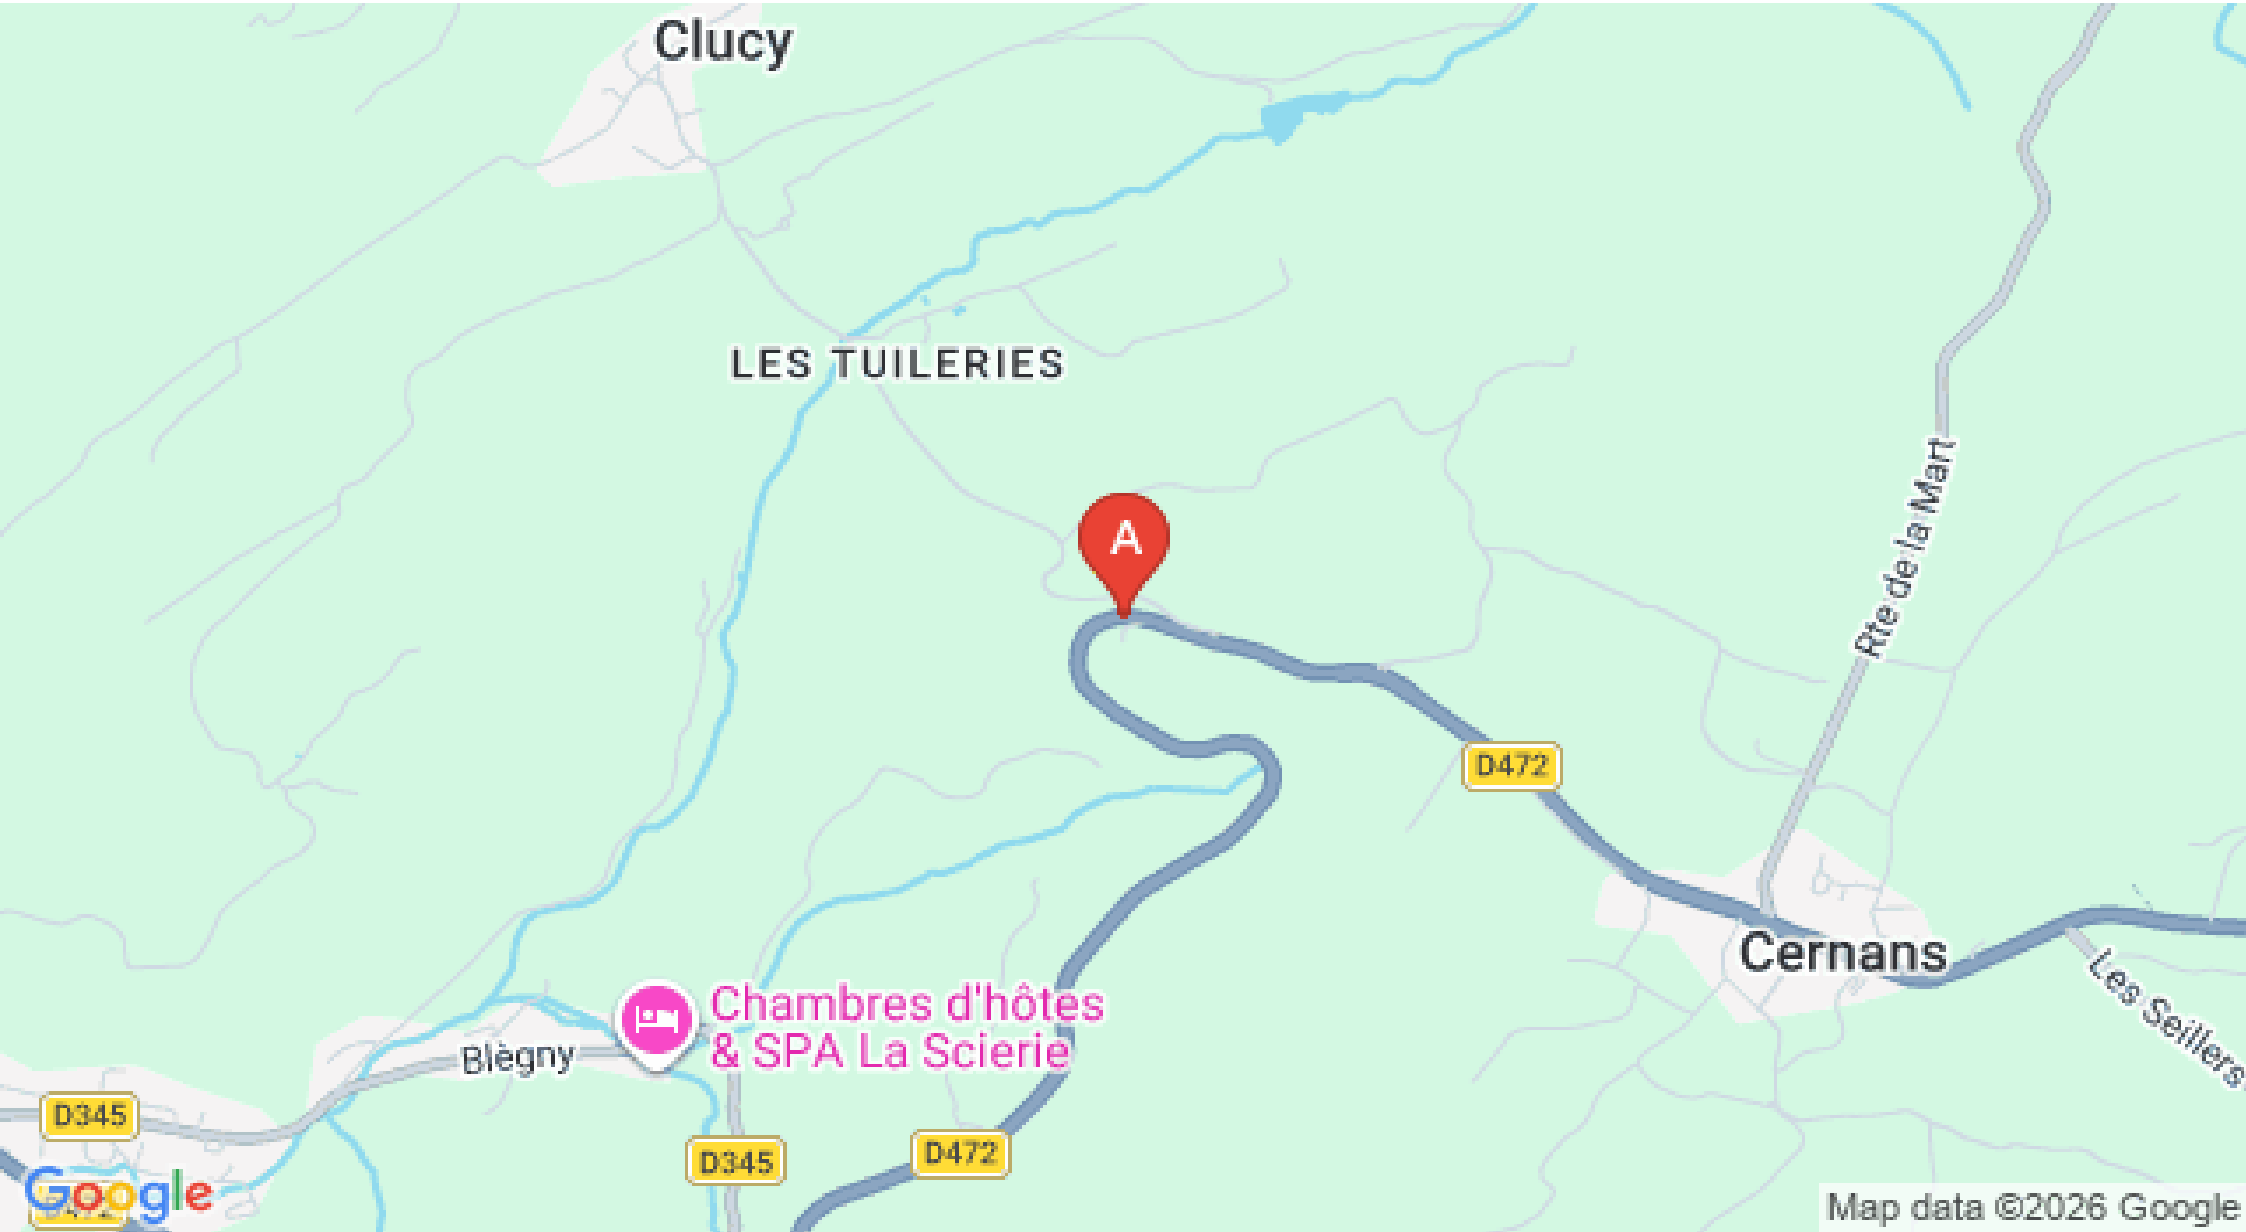 Clucy
LES TUILERIES
Rte de la Mart
A
D472
Cernans
Les Seillers
Chambres d'hôtes
& SPA La Scierie
Blègny
D345
D345
D472
D472
Google
Map data ©2026 Google